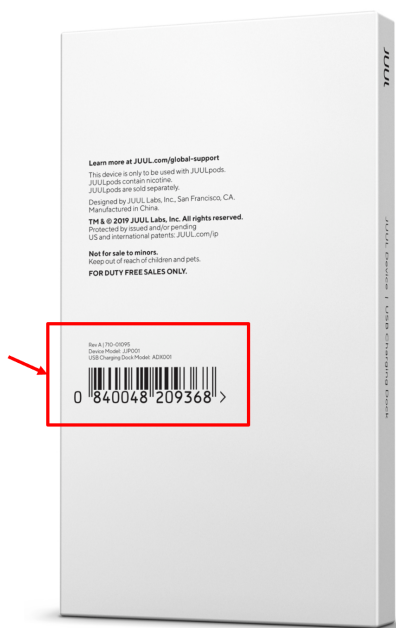 Learn more at JUUL.com/global-support
This device is only to be used with JUULpods.
JUULpods contain nicotine.
JUULpods are sold separately.
Designed by JUUL Labs, Inc., San Francisco, CA.
Manufactured in China.
TM & © 2019 JUUL Labs, Inc. All rights reserved.
Protected by issued and/or pending
US and international patents: JUUL.com/ip
Not for sale to minors.
Keep out of reach of children and pets.
FOR DUTY FREE SALES ONLY.
Rev A | 710-01095
Device Model: JJP001
USB Charging Dock Model: ADX001
0 840048 209368 >
JUUL
JUUL Device | USB Charging Dock